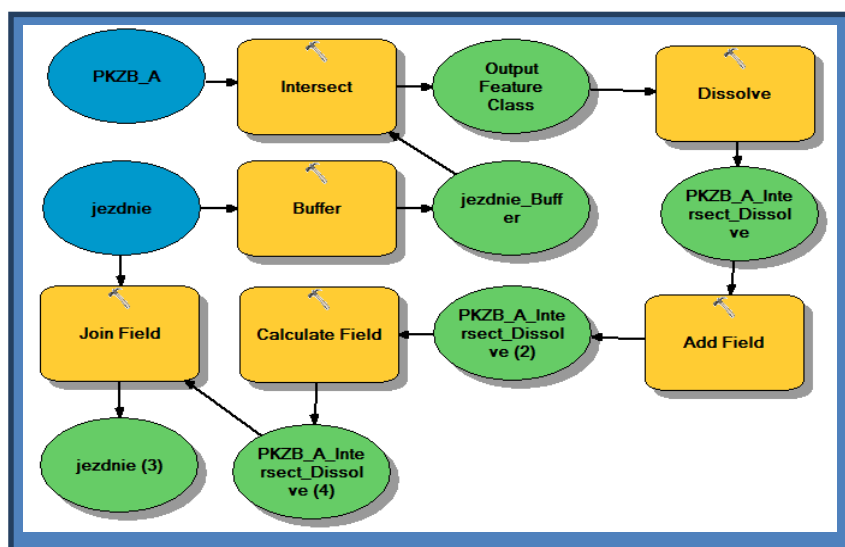 PKZB_A
Intersect
Output
Feature
Class
Dissolve
jezdnie
Buffer
jezdnie_Buff
er
PKZB_A_Inte
rsect_Dissol
ve
Join Field
Calculate Field
PKZB_A_Inte
rsect_Dissol
ve (2)
Add Field
jezdnie (3)
PKZB_A_Inte
rsect_Dissol
ve (4)